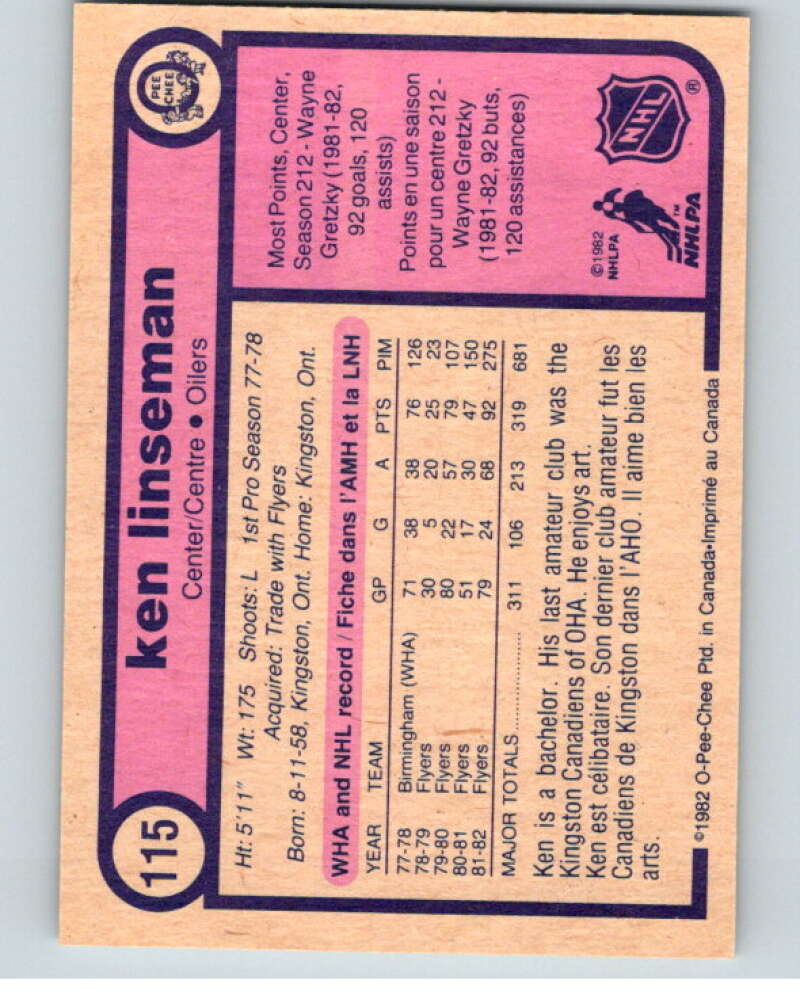 115
ken linseman
PEE
CHEE
Center/Centre • Oilers
Ht: 5'11" Wt: 175 Shoots: L 1st Pro Season 77-78
Acquired: Trade with Flyers
Born: 8-11-58, Kingston, Ont. Home: Kingston, Ont.
WHA and NHL record / Fiche dans l'AMH et la LNH
YEAR TEAM GP G A PTS PIM
77-78 Birmingham (WHA) 71 38 38 76 126
78-79 Flyers 30 5 20 25 23
79-80 Flyers 80 22 57 79 107
80-81 Flyers 51 17 30 47 150
81-82 Flyers 79 24 68 92 275
MAJOR TOTALS .................... 311 106 213 319 681
Ken is a bachelor. His last amateur club was the
Kingston Canadiens of OHA. He enjoys art.
Ken est célibataire. Son dernier club amateur fut les
Canadiens de Kingston dans l'AHO. Il aime bien les
arts.
Most Points, Center,
Season 212 - Wayne
Gretzky (1981-82,
92 goals, 120
assists)
Points en une saison
pour un centre 212 -
Wayne Gretzky
(1981-82, 92 buts,
120 assistances)
©1982
NHLPA
NHLPA™
NHL
®
©1982 O-Pee-Chee Ptd. in Canada•Imprimé au Canada